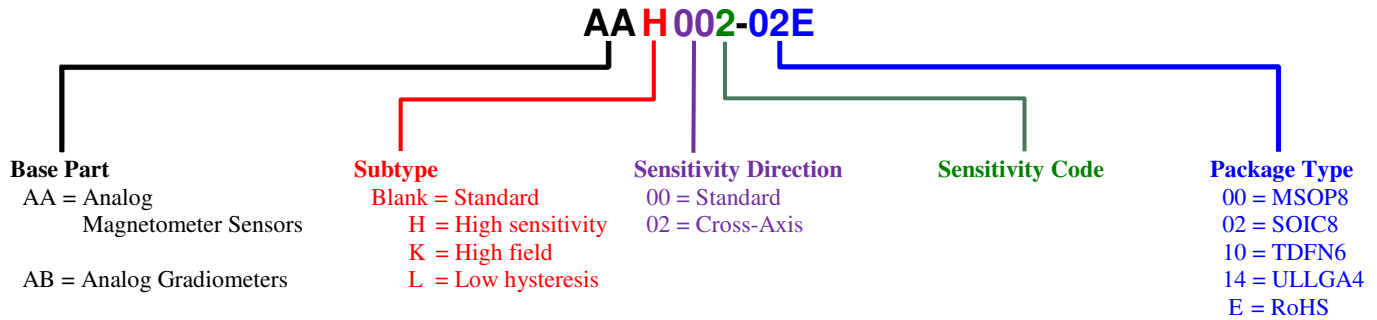 AA H 002-02E
Base Part
AA = Analog
Magnetometer Sensors
AB = Analog Gradiometers
Subtype
Blank = Standard
H = High sensitivity
K = High field
L = Low hysteresis
Sensitivity Direction
00 = Standard
02 = Cross-Axis
Sensitivity Code
Package Type
00 = MSOP8
02 = SOIC8
10 = TDFN6
14 = ULLGA4
E = RoHS